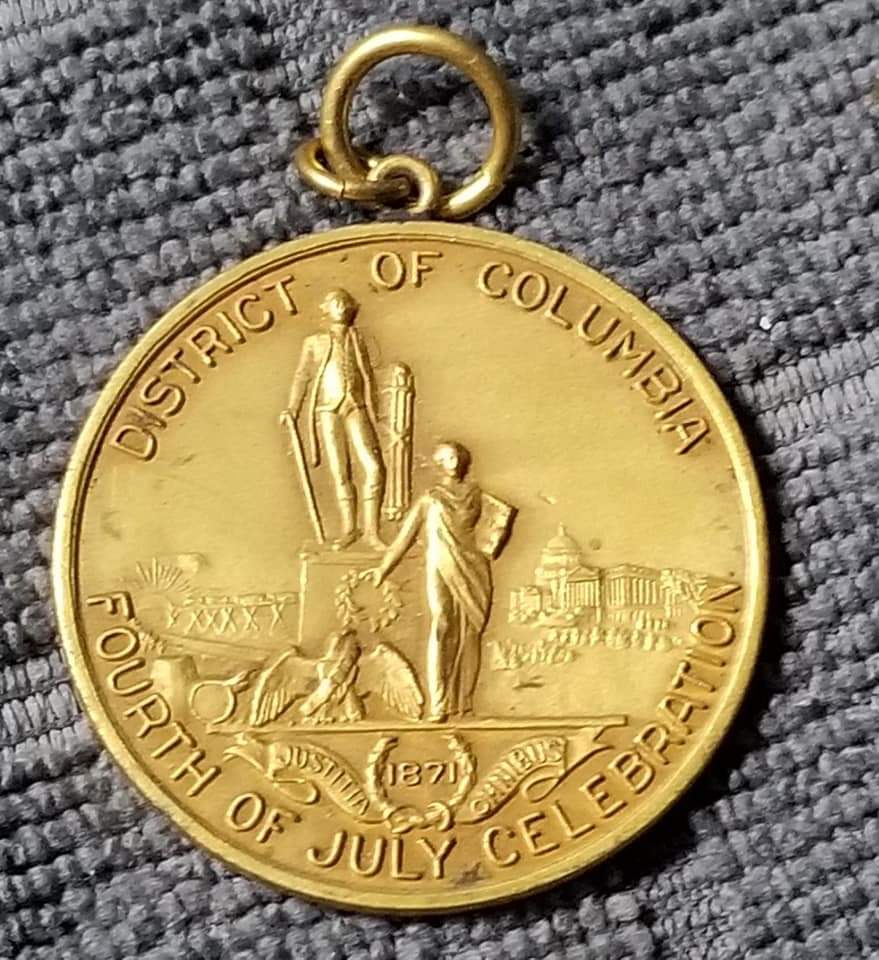 DISTRICT OF COLUMBIA
JUSTITIA 1871 OMNIBUS
FOURTH OF JULY CELEBRATION